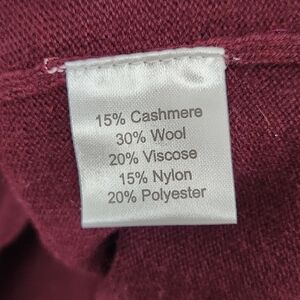 15% Cashmere
30% Wool
20% Viscose
15% Nylon
20% Polyester